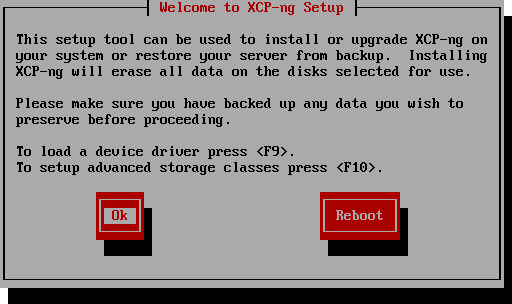 Welcome to XCP-ng Setup
This setup tool can be used to install or upgrade XCP-ng on
your system or restore your server from backup.  Installing
XCP-ng will erase all data on the disks selected for use.
Please make sure you have backed up any data you wish to
preserve before proceeding.
To load a device driver press <F9>.
To setup advanced storage classes press <F10>.
Ok
Reboot